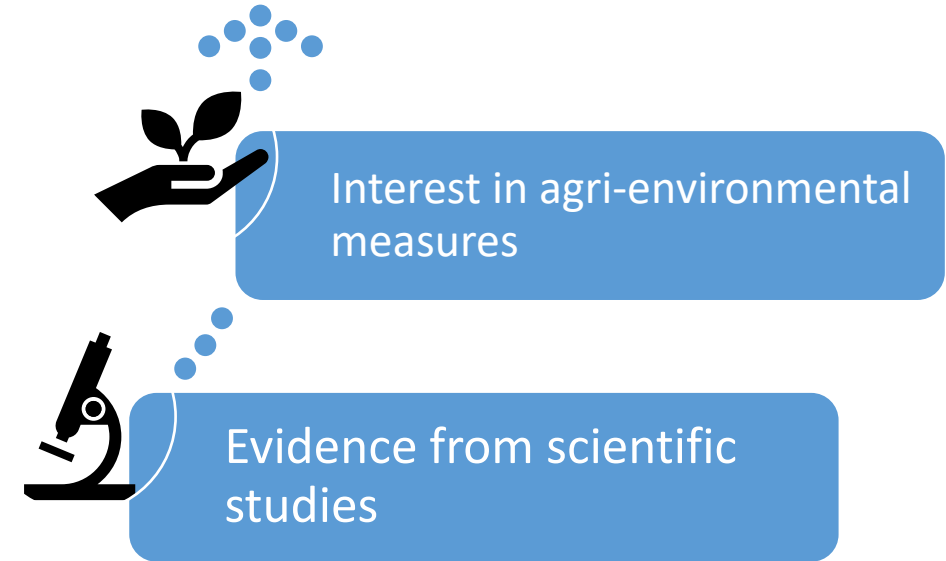 Interest in agri-environmental
measures
Evidence from scientific
studies